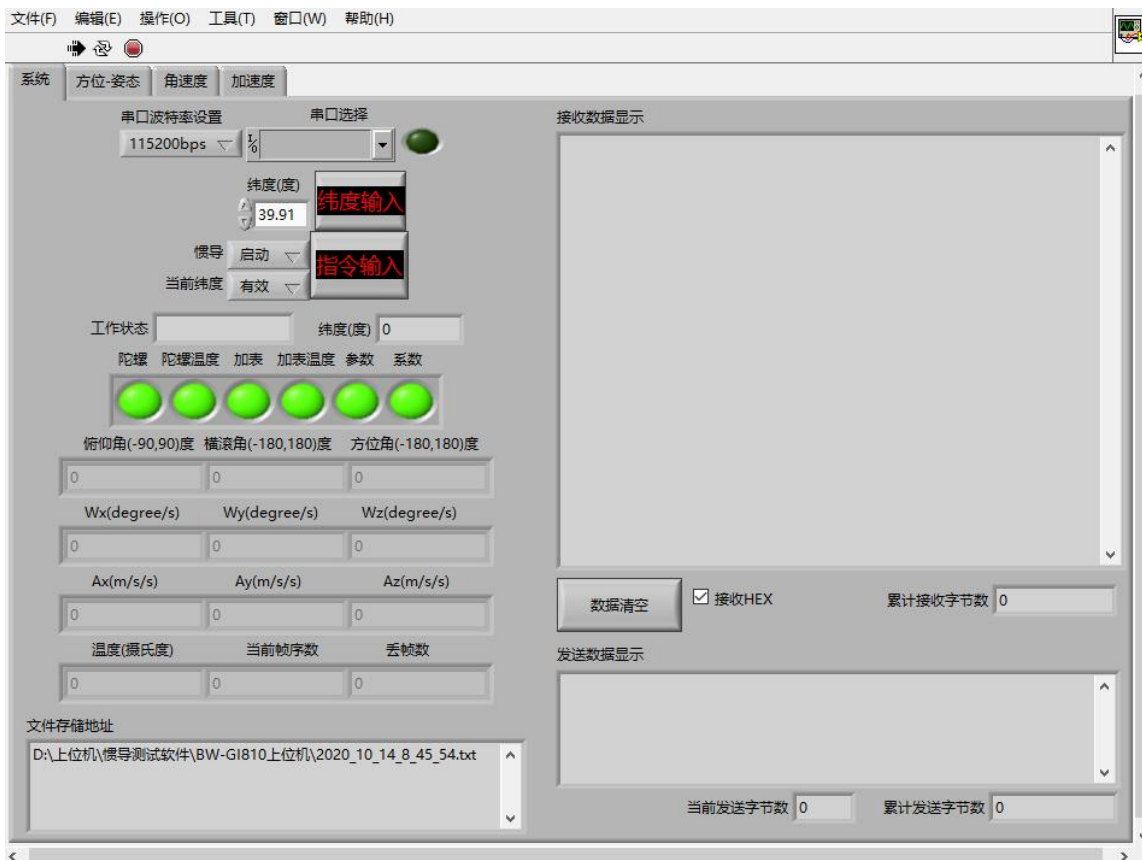 文件(F) 编辑(E) 操作(O) 工具(T) 窗口(W) 帮助(H)
系统 方位-姿态 角速度 加速度
串口波特率设置 串口选择
115200bps
纬度(度)
39.91
纬度输入
惯导 启动
指令输入
当前纬度 有效
工作状态 纬度(度) 0
陀螺 陀螺温度 加表 加表温度 参数 系数
俯仰角(-90,90)度 横滚角(-180,180)度 方位角(-180,180)度
0 0 0
Wx(degree/s) Wy(degree/s) Wz(degree/s)
0 0 0
Ax(m/s/s) Ay(m/s/s) Az(m/s/s)
0 0 0
温度(摄氏度) 当前帧序数 丢帧数
0 0 0
文件存储地址
D:\上位机\惯导测试软件\BW-GI810上位机\2020_10_14_8_45_54.txt
接收数据显示
数据清空 接收HEX 累计接收字节数 0
发送数据显示
当前发送字节数 0 累计发送字节数 0